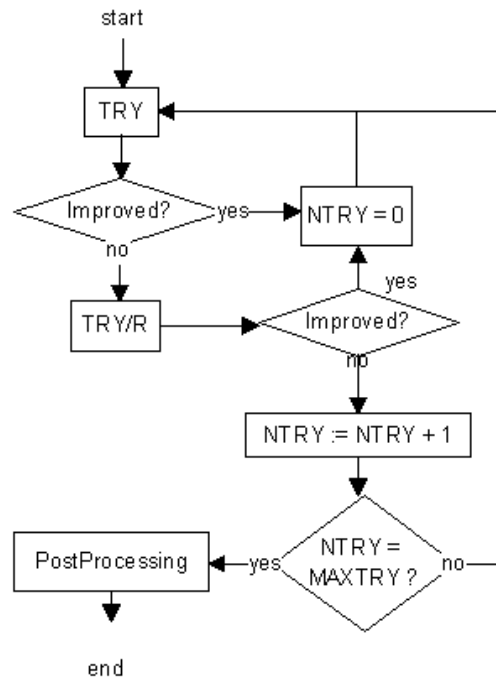 start
TRY
Improved?
yes
NTRY = 0
no
yes
TRY/R
Improved?
no
NTRY := NTRY + 1
PostProcessing
yes
NTRY =
MAXTRY ?
no
end